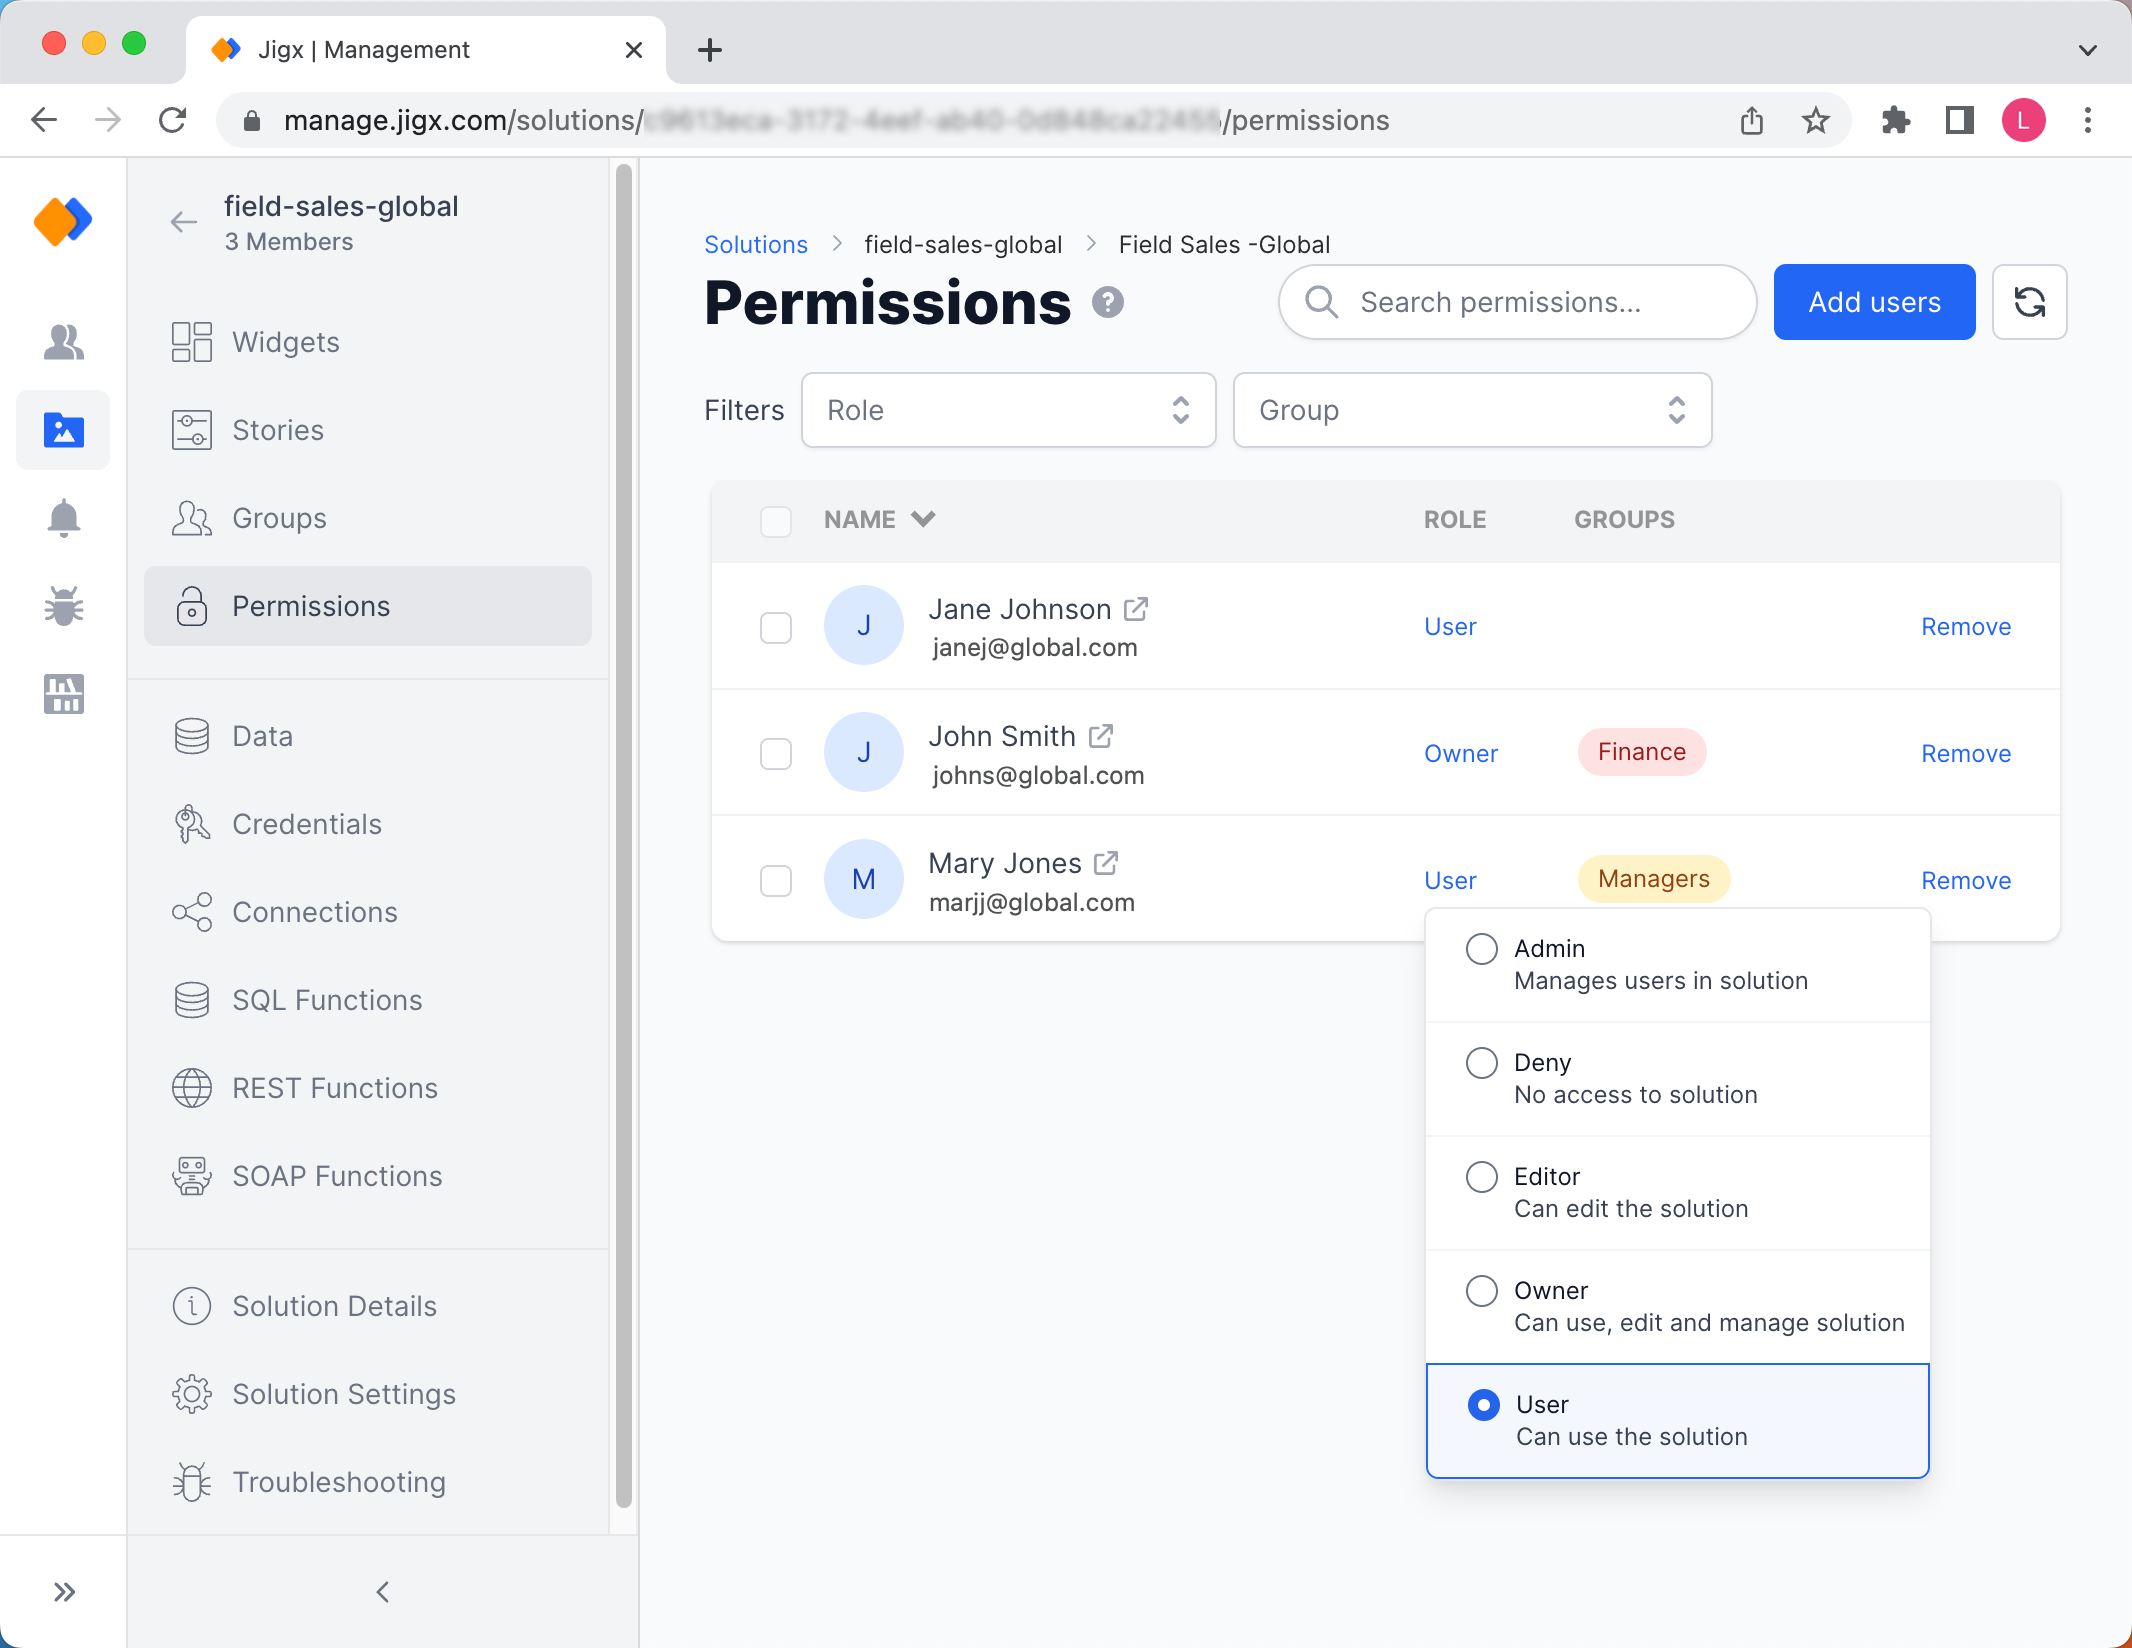 Jigx | Management
manage.jigx.com/solutions/ /permissions
L
field-sales-global
3 Members
Widgets
Stories
Groups
Permissions
Data
Credentials
Connections
SQL Functions
REST Functions
SOAP Functions
Solution Details
Solution Settings
Troubleshooting
Solutions > field-sales-global > Field Sales -Global
Permissions ?
Search permissions...
Add users
Filters
Role
Group
NAME ROLE GROUPS
J Jane Johnson User Remove
janej@global.com
J John Smith Owner Finance Remove
johns@global.com
M Mary Jones User Managers Remove
marjj@global.com
Admin
Manages users in solution
Deny
No access to solution
Editor
Can edit the solution
Owner
Can use, edit and manage solution
User
Can use the solution